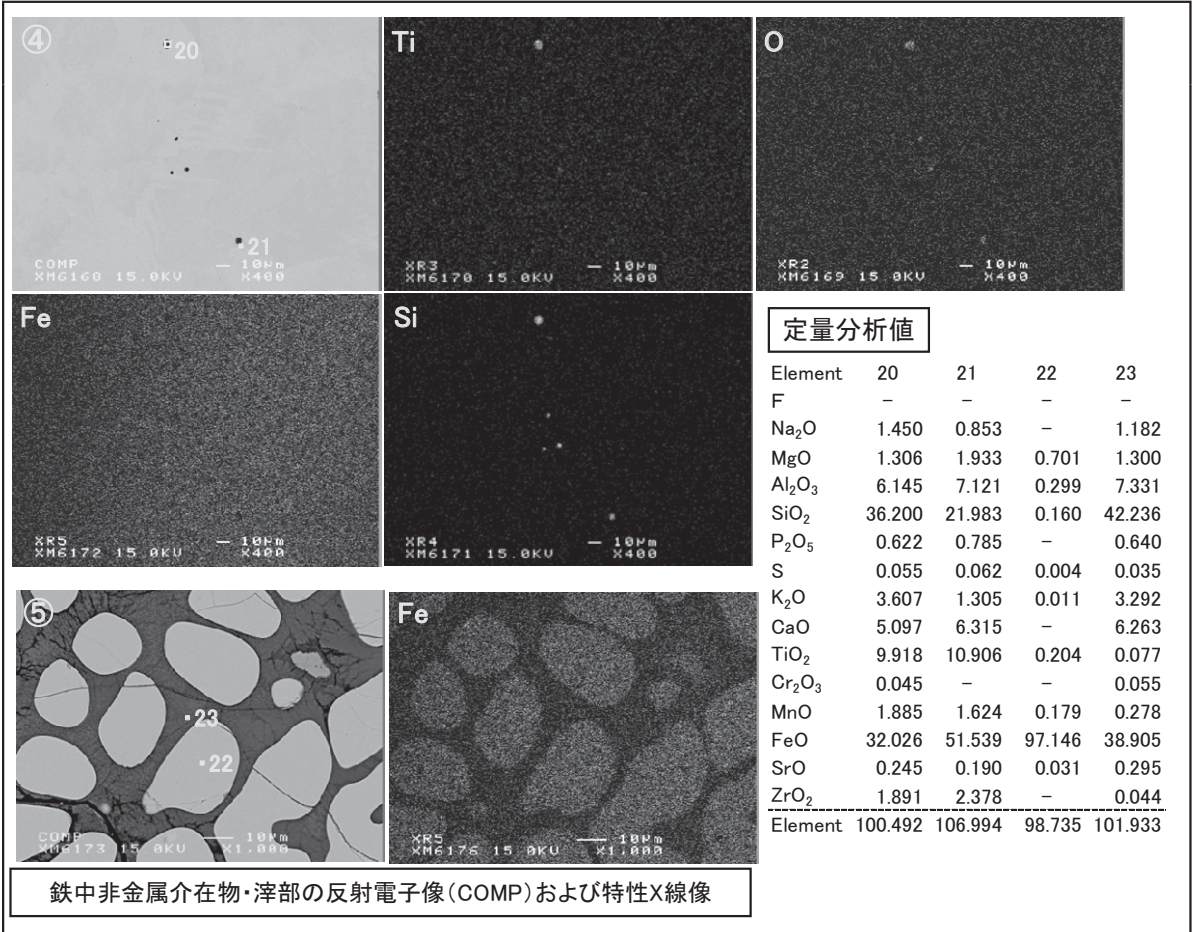 ④
20
21
COMP
10μm
XM6168 15.0KV X400
Ti
XR3
10μm
XM6170 15.0KV X400
O
XR2
10μm
XM6169 15.0KV X400
Fe
XR5
10μm
XM6172 15.0KV X400
Si
XR4
10μm
XM6171 15.0KV X400
定量分析値
Element 20 21 22 23
F − − − −
Na₂O 1.450 0.853 − 1.182
MgO 1.306 1.933 0.701 1.300
Al₂O₃ 6.145 7.121 0.299 7.331
SiO₂ 36.200 21.983 0.160 42.236
P₂O₅ 0.622 0.785 − 0.640
S 0.055 0.062 0.004 0.035
K₂O 3.607 1.305 0.011 3.292
CaO 5.097 6.315 − 6.263
TiO₂ 9.918 10.906 0.204 0.077
Cr₂O₃ 0.045 − − 0.055
MnO 1.885 1.624 0.179 0.278
FeO 32.026 51.539 97.146 38.905
SrO 0.245 0.190 0.031 0.295
ZrO₂ 1.891 2.378 − 0.044
Element 100.492 106.994 98.735 101.933
⑤
23
22
COMP
10μm
XM6173 15.0KV X1,000
Fe
XR5
10μm
XM6176 15.0KV X1,000
鉄中非金属介在物・滓部の反射電子像(COMP)および特性X線像